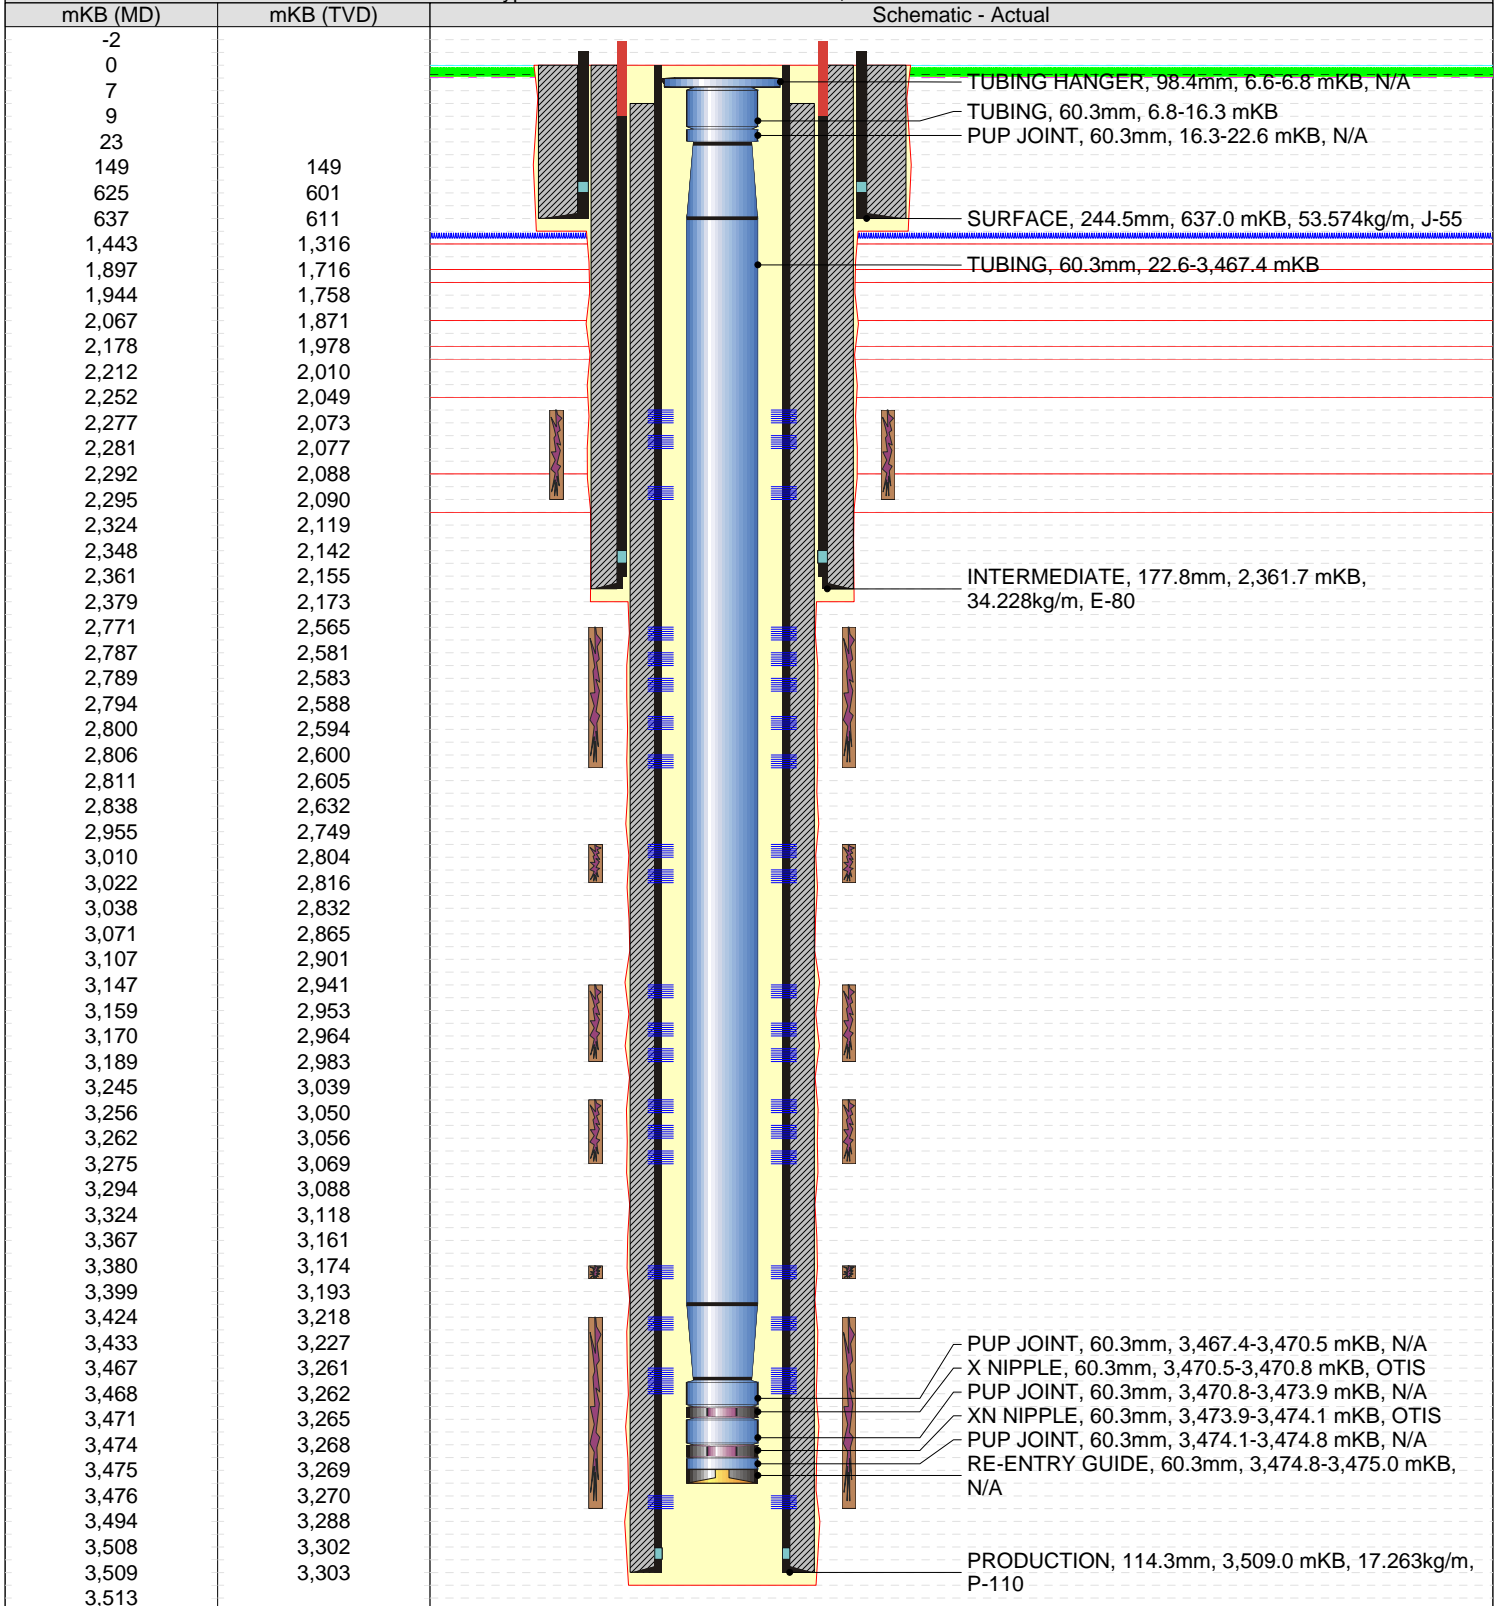 mKB (MD) mKB (TVD) Schematic - Actual
-2
0
7 TUBING HANGER, 98.4mm, 6.6-6.8 mKB, N/A
9 TUBING, 60.3mm, 6.8-16.3 mKB
23 PUP JOINT, 60.3mm, 16.3-22.6 mKB, N/A
149 149
625 601
637 611 SURFACE, 244.5mm, 637.0 mKB, 53.574kg/m, J-55
1,443 1,316
1,897 1,716 TUBING, 60.3mm, 22.6-3,467.4 mKB
1,944 1,758
2,067 1,871
2,178 1,978
2,212 2,010
2,252 2,049
2,277 2,073
2,281 2,077
2,292 2,088
2,295 2,090
2,324 2,119
2,348 2,142
2,361 2,155 INTERMEDIATE, 177.8mm, 2,361.7 mKB,
2,379 2,173 34.228kg/m, E-80
2,771 2,565
2,787 2,581
2,789 2,583
2,794 2,588
2,800 2,594
2,806 2,600
2,811 2,605
2,838 2,632
2,955 2,749
3,010 2,804
3,022 2,816
3,038 2,832
3,071 2,865
3,107 2,901
3,147 2,941
3,159 2,953
3,170 2,964
3,189 2,983
3,245 3,039
3,256 3,050
3,262 3,056
3,275 3,069
3,294 3,088
3,324 3,118
3,367 3,161
3,380 3,174
3,399 3,193
3,424 3,218
3,433 3,227 PUP JOINT, 60.3mm, 3,467.4-3,470.5 mKB, N/A
3,467 3,261 X NIPPLE, 60.3mm, 3,470.5-3,470.8 mKB, OTIS
3,468 3,262 PUP JOINT, 60.3mm, 3,470.8-3,473.9 mKB, N/A
3,471 3,265 XN NIPPLE, 60.3mm, 3,473.9-3,474.1 mKB, OTIS
3,474 3,268 PUP JOINT, 60.3mm, 3,474.1-3,474.8 mKB, N/A
3,475 3,269 RE-ENTRY GUIDE, 60.3mm, 3,474.8-3,475.0 mKB,
3,476 3,270 N/A
3,494 3,288
3,508 3,302
3,509 3,303 PRODUCTION, 114.3mm, 3,509.0 mKB, 17.263kg/m,
3,513 P-110